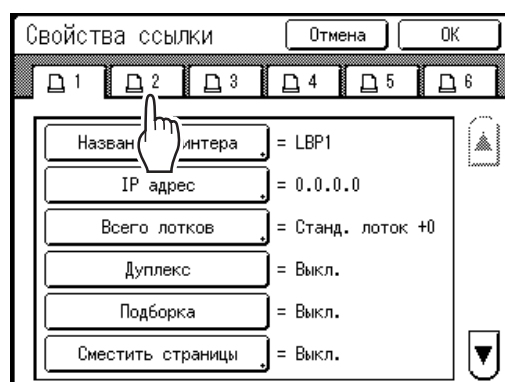 Свойства ссылки Отмена OK
1 2 3 4 5 6
= LBP1
IP адрес = 0.0.0.0
Всего лотков = Станд. лоток +0
Дуплекс = Выкл.
Подборка = Выкл.
Сместить страницы = Выкл.